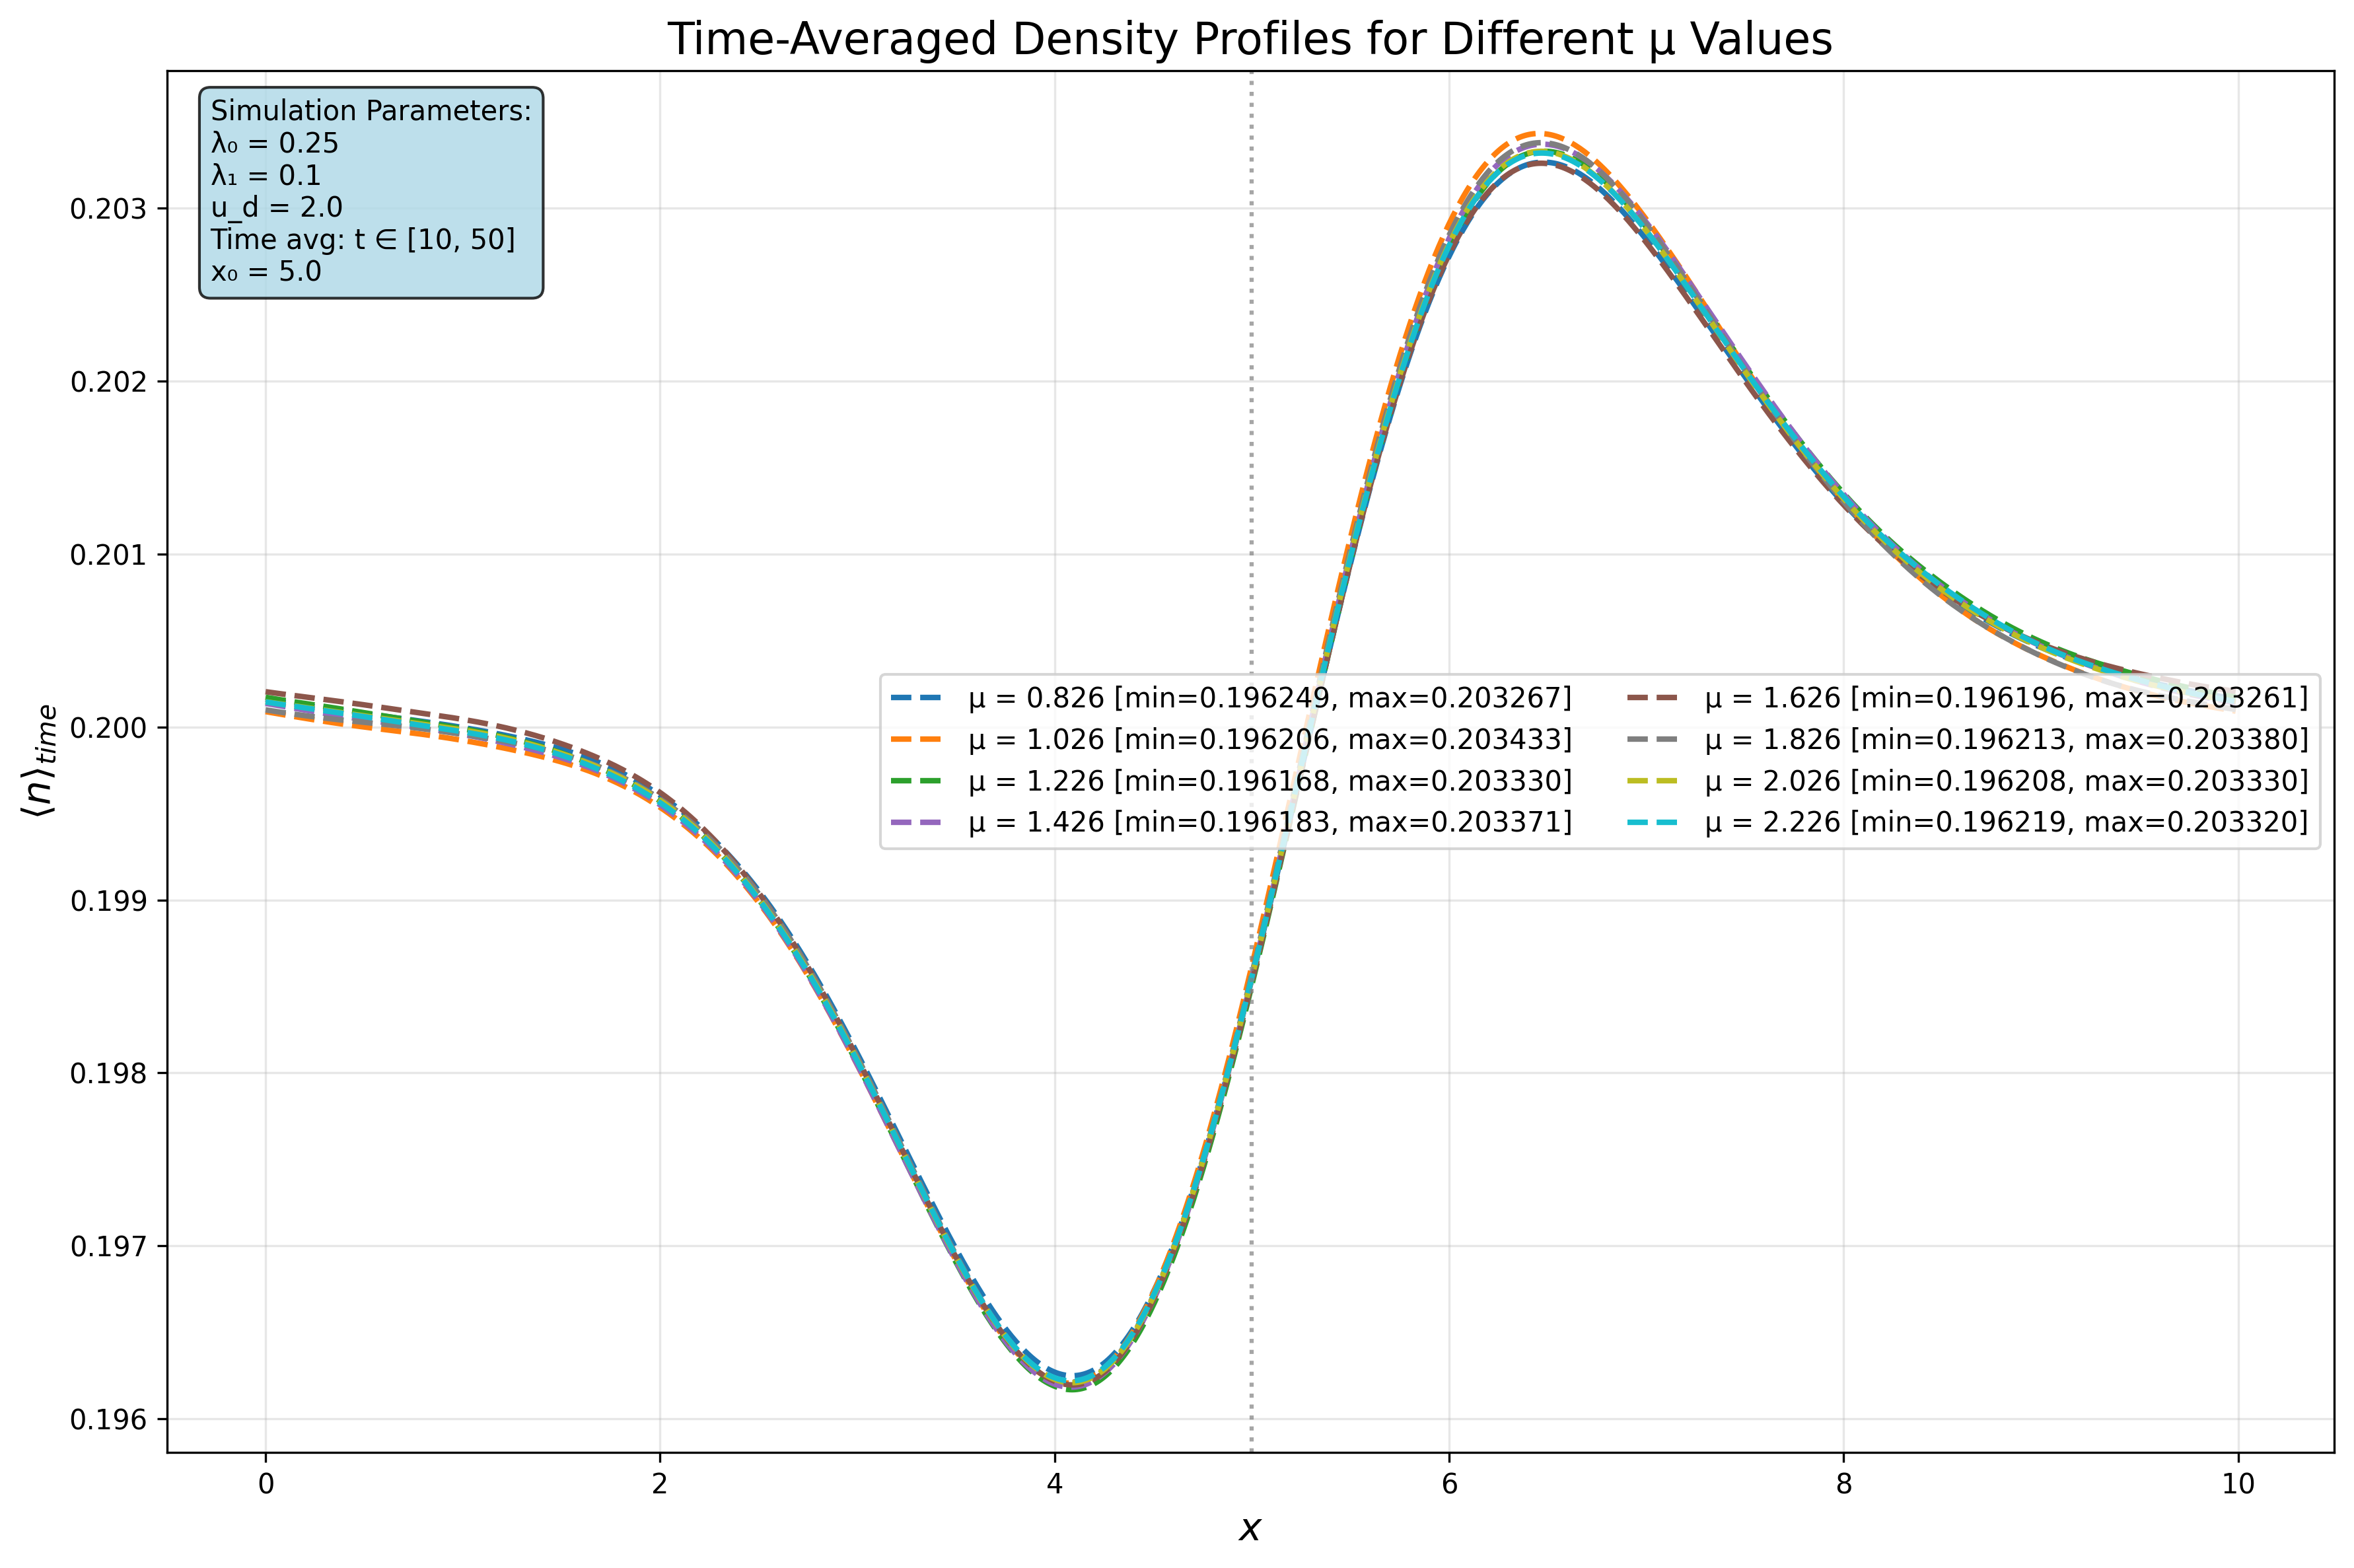 Time-Averaged Density Profiles for Different μ Values
Simulation Parameters:
λ₀ = 0.25
λ₁ = 0.1
u_d = 2.0
Time avg: t ∈ [10, 50]
x₀ = 5.0
0.203
0.202
0.201
0.200
0.199
0.198
0.197
0.196
⟨n⟩time
μ = 0.826 [min=0.196249, max=0.203267]
μ = 1.026 [min=0.196206, max=0.203433]
μ = 1.226 [min=0.196168, max=0.203330]
μ = 1.426 [min=0.196183, max=0.203371]
μ = 1.626 [min=0.196196, max=0.203261]
μ = 1.826 [min=0.196213, max=0.203380]
μ = 2.026 [min=0.196208, max=0.203330]
μ = 2.226 [min=0.196219, max=0.203320]
0 2 4 6 8 10
x